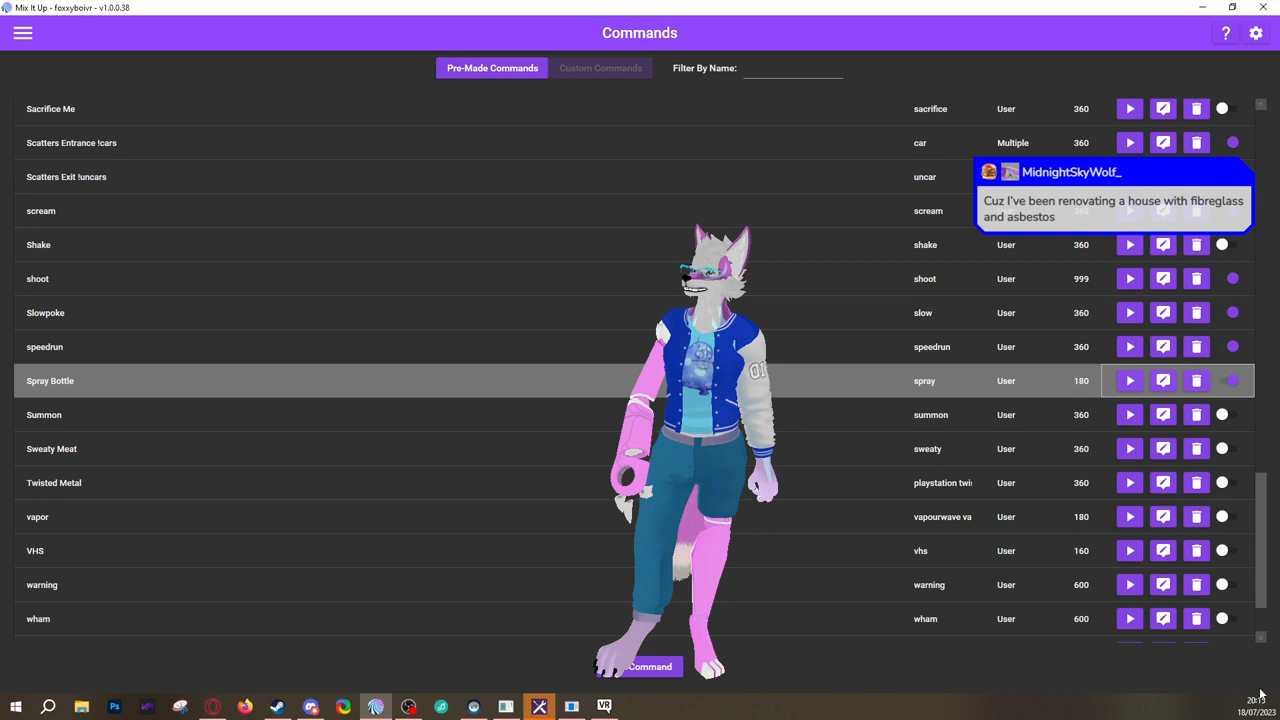 Mix It Up - foxxyboivr - v1.0.0.38
Commands
?
Pre-Made Commands Custom Commands Filter By Name:
Sacrifice Me sacrifice User 360
Scatters Entrance !cars car Multiple 360
Scatters Exit !uncars uncar
MidnightSkyWolf_
Cuz I've been renovating a house with fibreglass
and asbestos
scream scream
Shake shake User 360
shoot shoot User 999
Slowpoke slow User 360
speedrun speedrun User 360
Spray Bottle spray User 180
Summon summon User 360
Sweaty Meat sweaty User 360
Twisted Metal playstation twi User 360
vapor vapourwave va User 180
VHS vhs User 160
warning warning User 600
wham wham User 600
Command
01
Ps
VR
18/07/2023